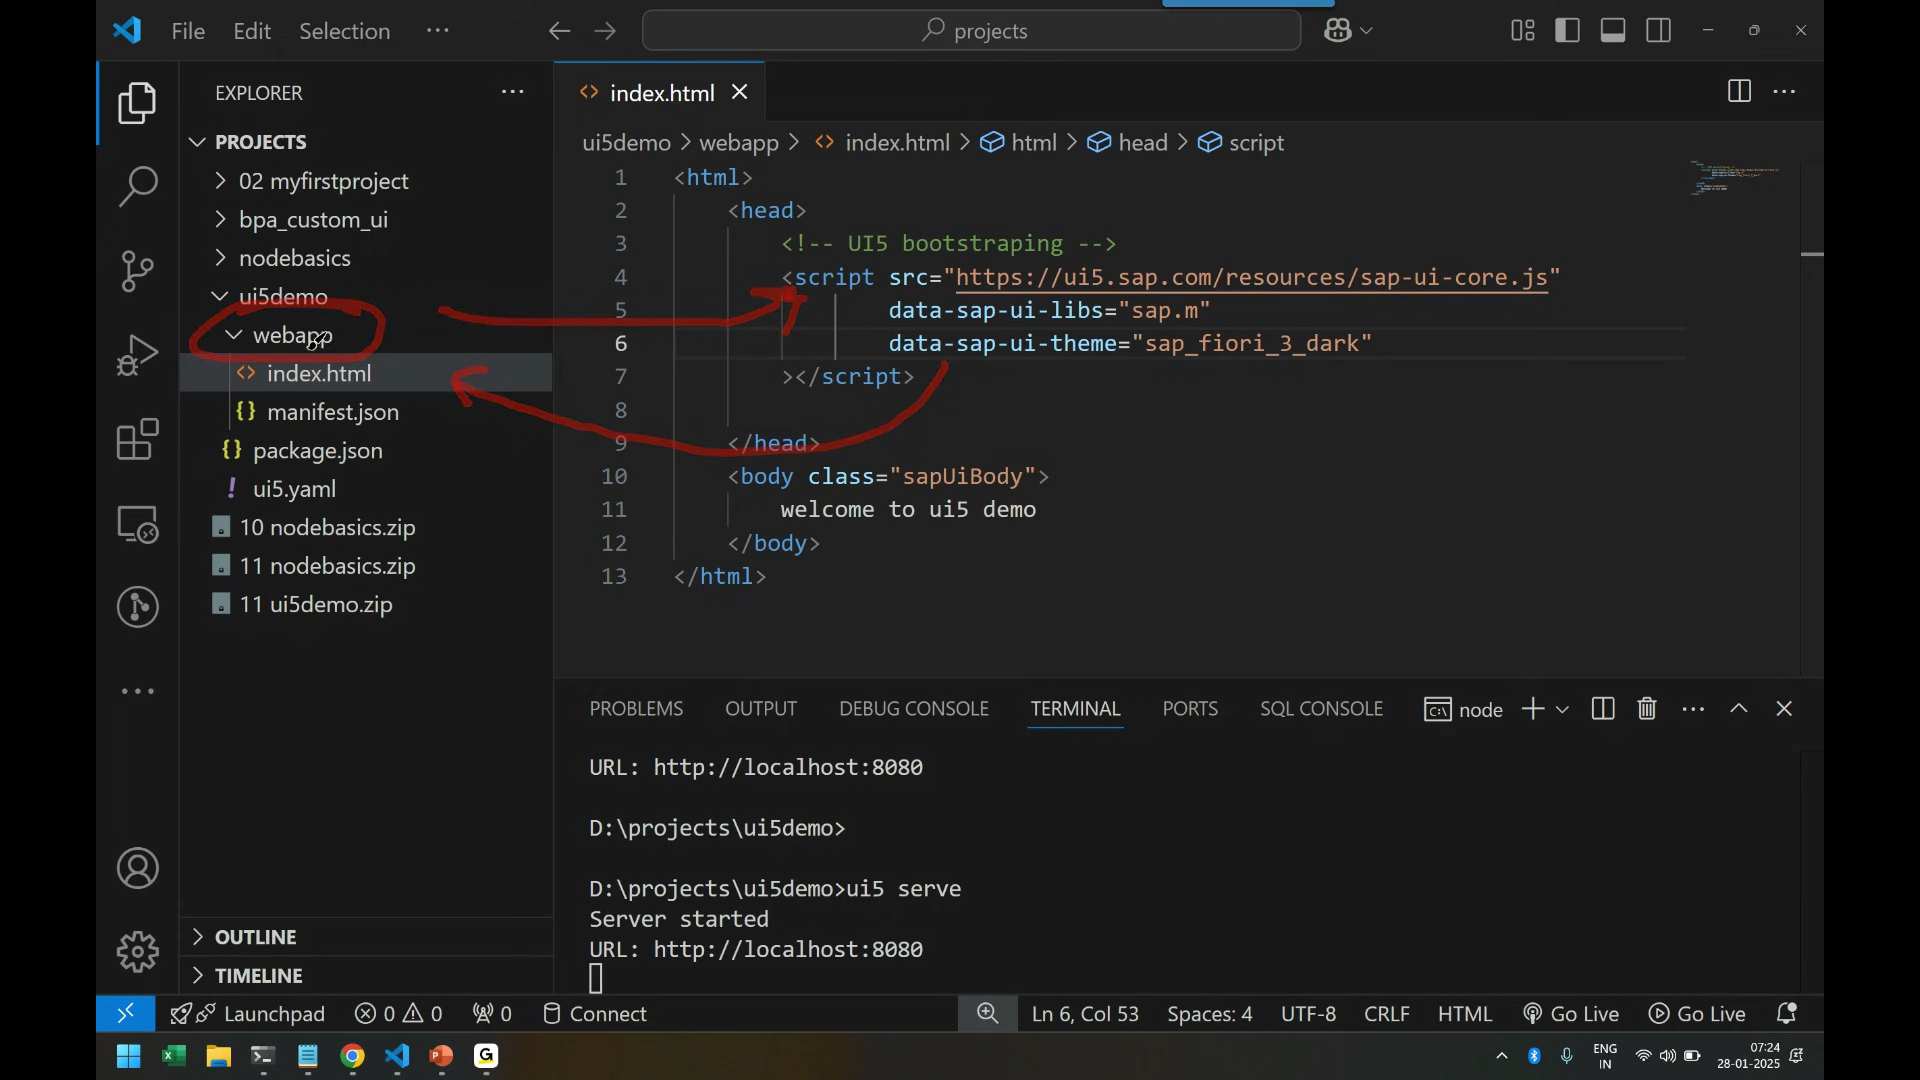 File Edit Selection ··· projects
EXPLORER ···
PROJECTS
02 myfirstproject
bpa_custom_ui
nodebasics
ui5demo
webapp
index.html
manifest.json
package.json
ui5.yaml
10 nodebasics.zip
11 nodebasics.zip
11 ui5demo.zip
OUTLINE
TIMELINE
index.html
ui5demo > webapp > index.html > html > head > script
1 <html>
2 <head>
3 <!-- UI5 bootstraping -->
4 <script src="https://ui5.sap.com/resources/sap-ui-core.js"
5 data-sap-ui-libs="sap.m"
6 data-sap-ui-theme="sap_fiori_3_dark"
7 ></script>
8
9 </head>
10 <body class="sapUiBody">
11 welcome to ui5 demo
12 </body>
13 </html>
PROBLEMS OUTPUT DEBUG CONSOLE TERMINAL PORTS SQL CONSOLE node
URL: http://localhost:8080
D:\projects\ui5demo>
D:\projects\ui5demo>ui5 serve
Server started
URL: http://localhost:8080
Launchpad 0 0 0 Connect Ln 6, Col 53 Spaces: 4 UTF-8 CRLF HTML Go Live Go Live
ENG
IN
07:24
28-01-2025